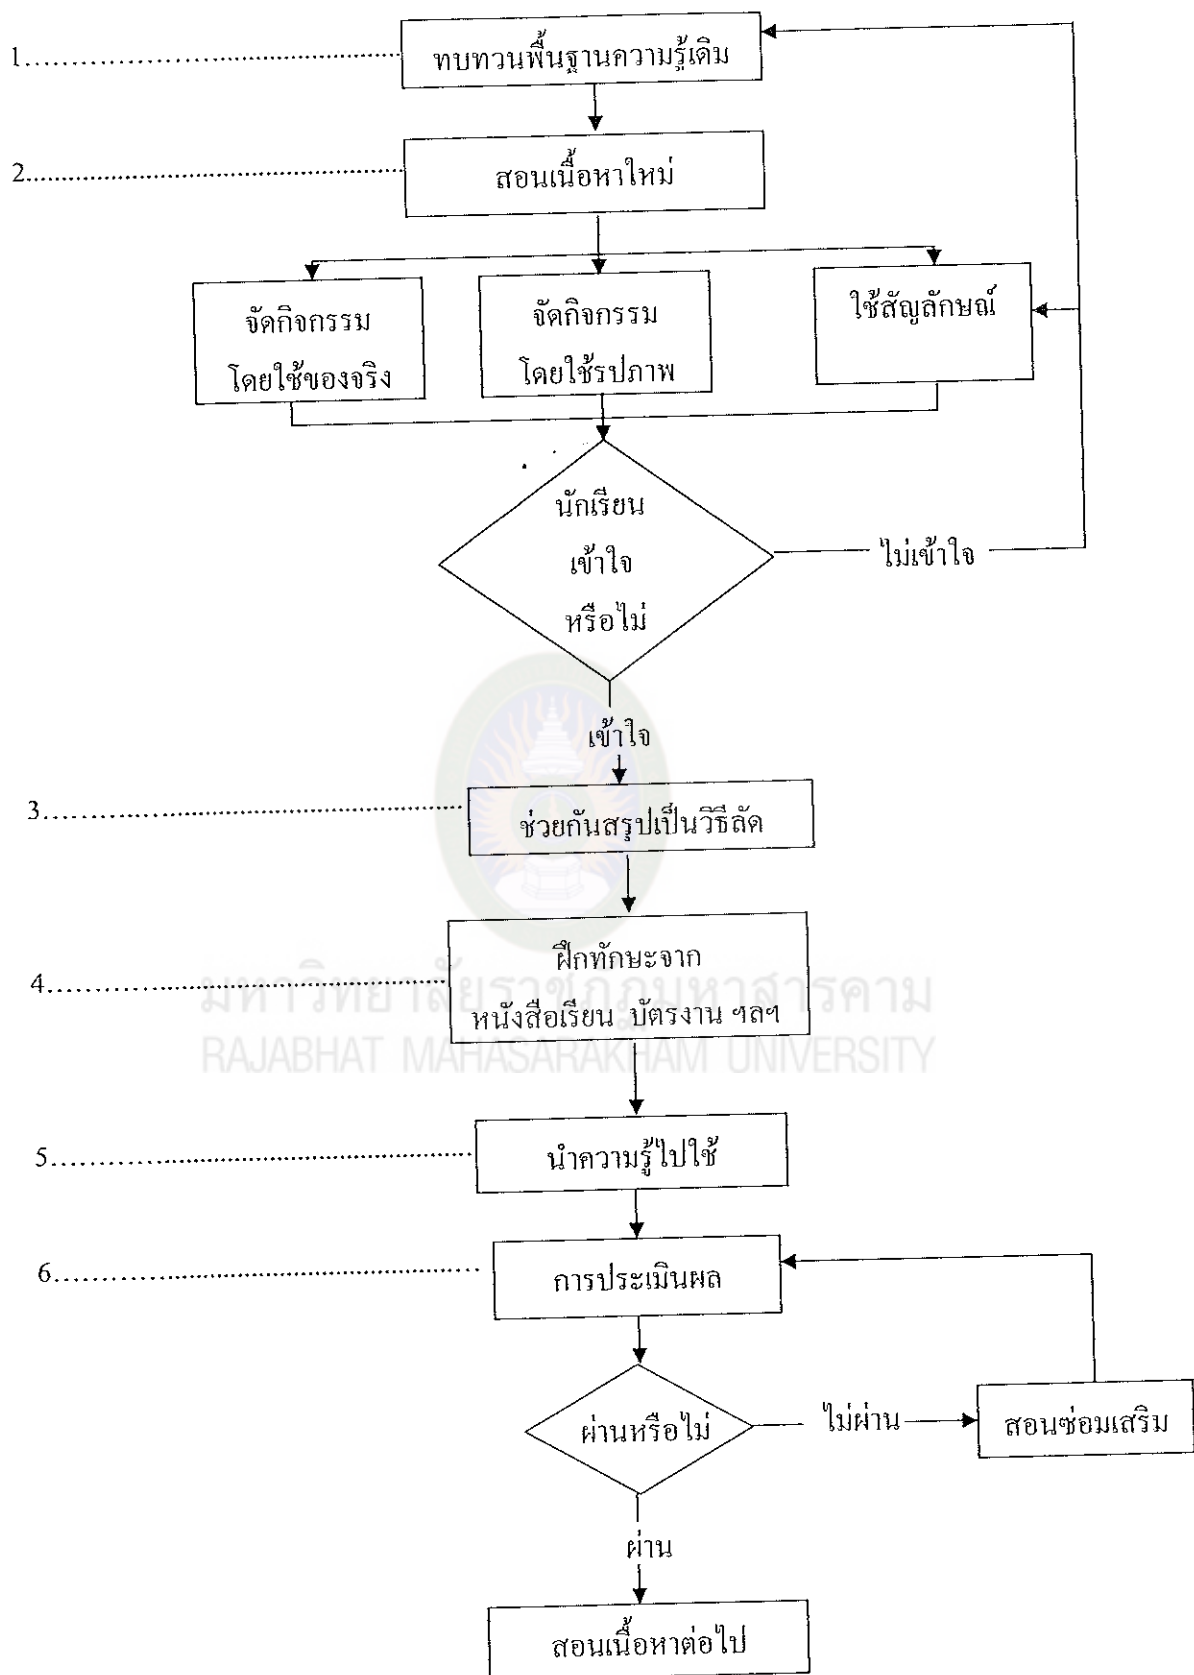 1. ทบทวนพื้นฐานความรู้เดิม
2. สอนเนื้อหาใหม่
จัดกิจกรรม
โดยใช้ของจริง
จัดกิจกรรม
โดยใช้รูปภาพ
ใช้สัญลักษณ์
นักเรียน
เข้าใจ
หรือไม่
ไม่เข้าใจ
เข้าใจ
3. ช่วยกันสรุปเป็นวิธีลัด
4. ฝึกทักษะจาก
หนังสือเรียน บัตรงาน ฯลฯ
มหาวิทยาลัยราชภัฏมหาสารคาม
RAJABHAT MAHASARAKHAM UNIVERSITY
5. นำความรู้ไปใช้
6. การประเมินผล
ผ่านหรือไม่
ไม่ผ่าน
สอนซ่อมเสริม
ผ่าน
สอนเนื้อหาต่อไป